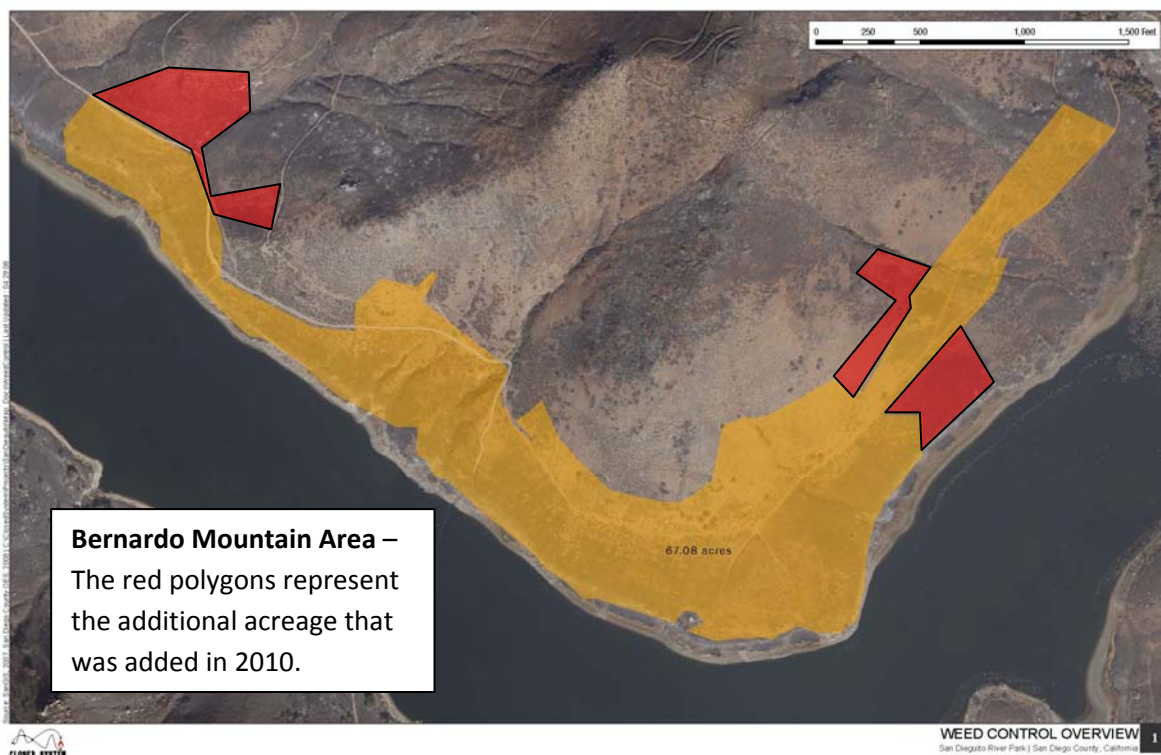 0 250 500 1,000 1,500 Feet
67.08 acres
Bernardo Mountain Area –
The red polygons represent
the additional acreage that
was added in 2010.
WEED CONTROL OVERVIEW 1
San Dieguito River Park | San Diego County, California
CLOSED SYSTEM